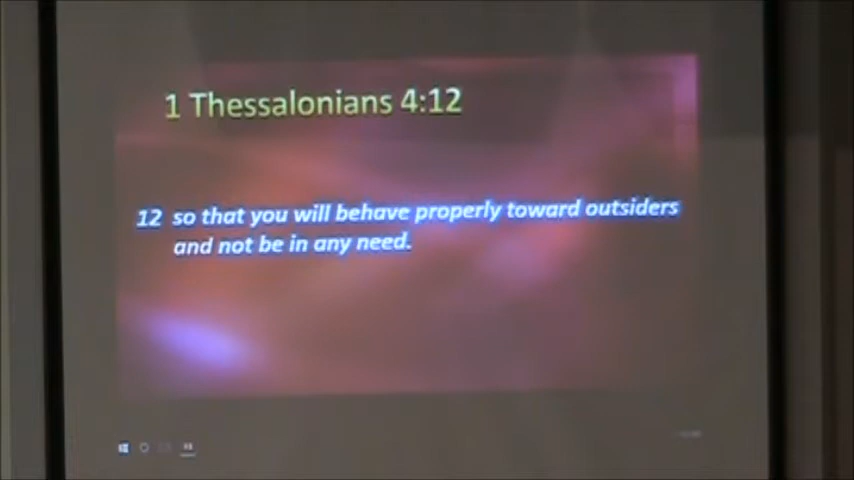 1 Thessalonians 4:12
12 so that you will behave properly toward outsiders
and not be in any need.